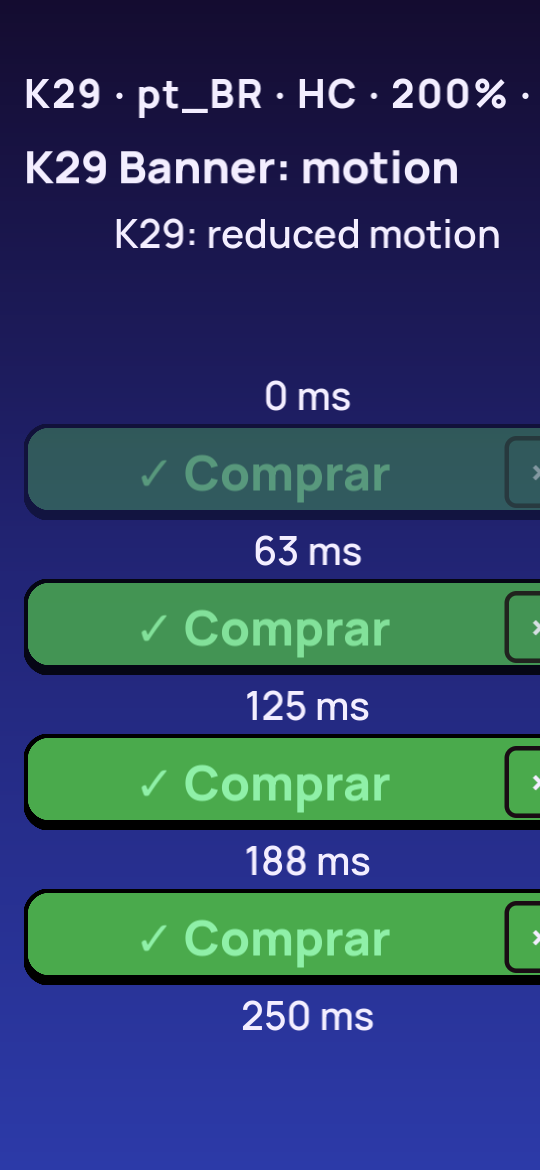 K29 · pt_BR · HC · 200% ·
K29 Banner: motion
K29: reduced motion
0 ms
✓ Comprar
63 ms
✓ Comprar
125 ms
✓ Comprar
188 ms
✓ Comprar
250 ms